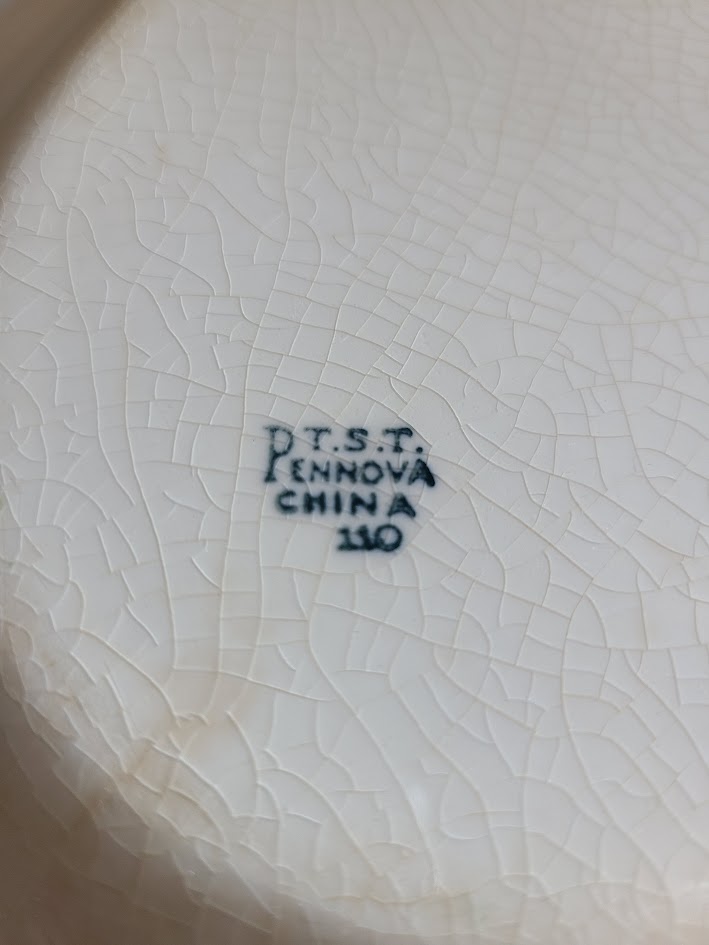 T.S.T.
PENNOVA
CHINA
110